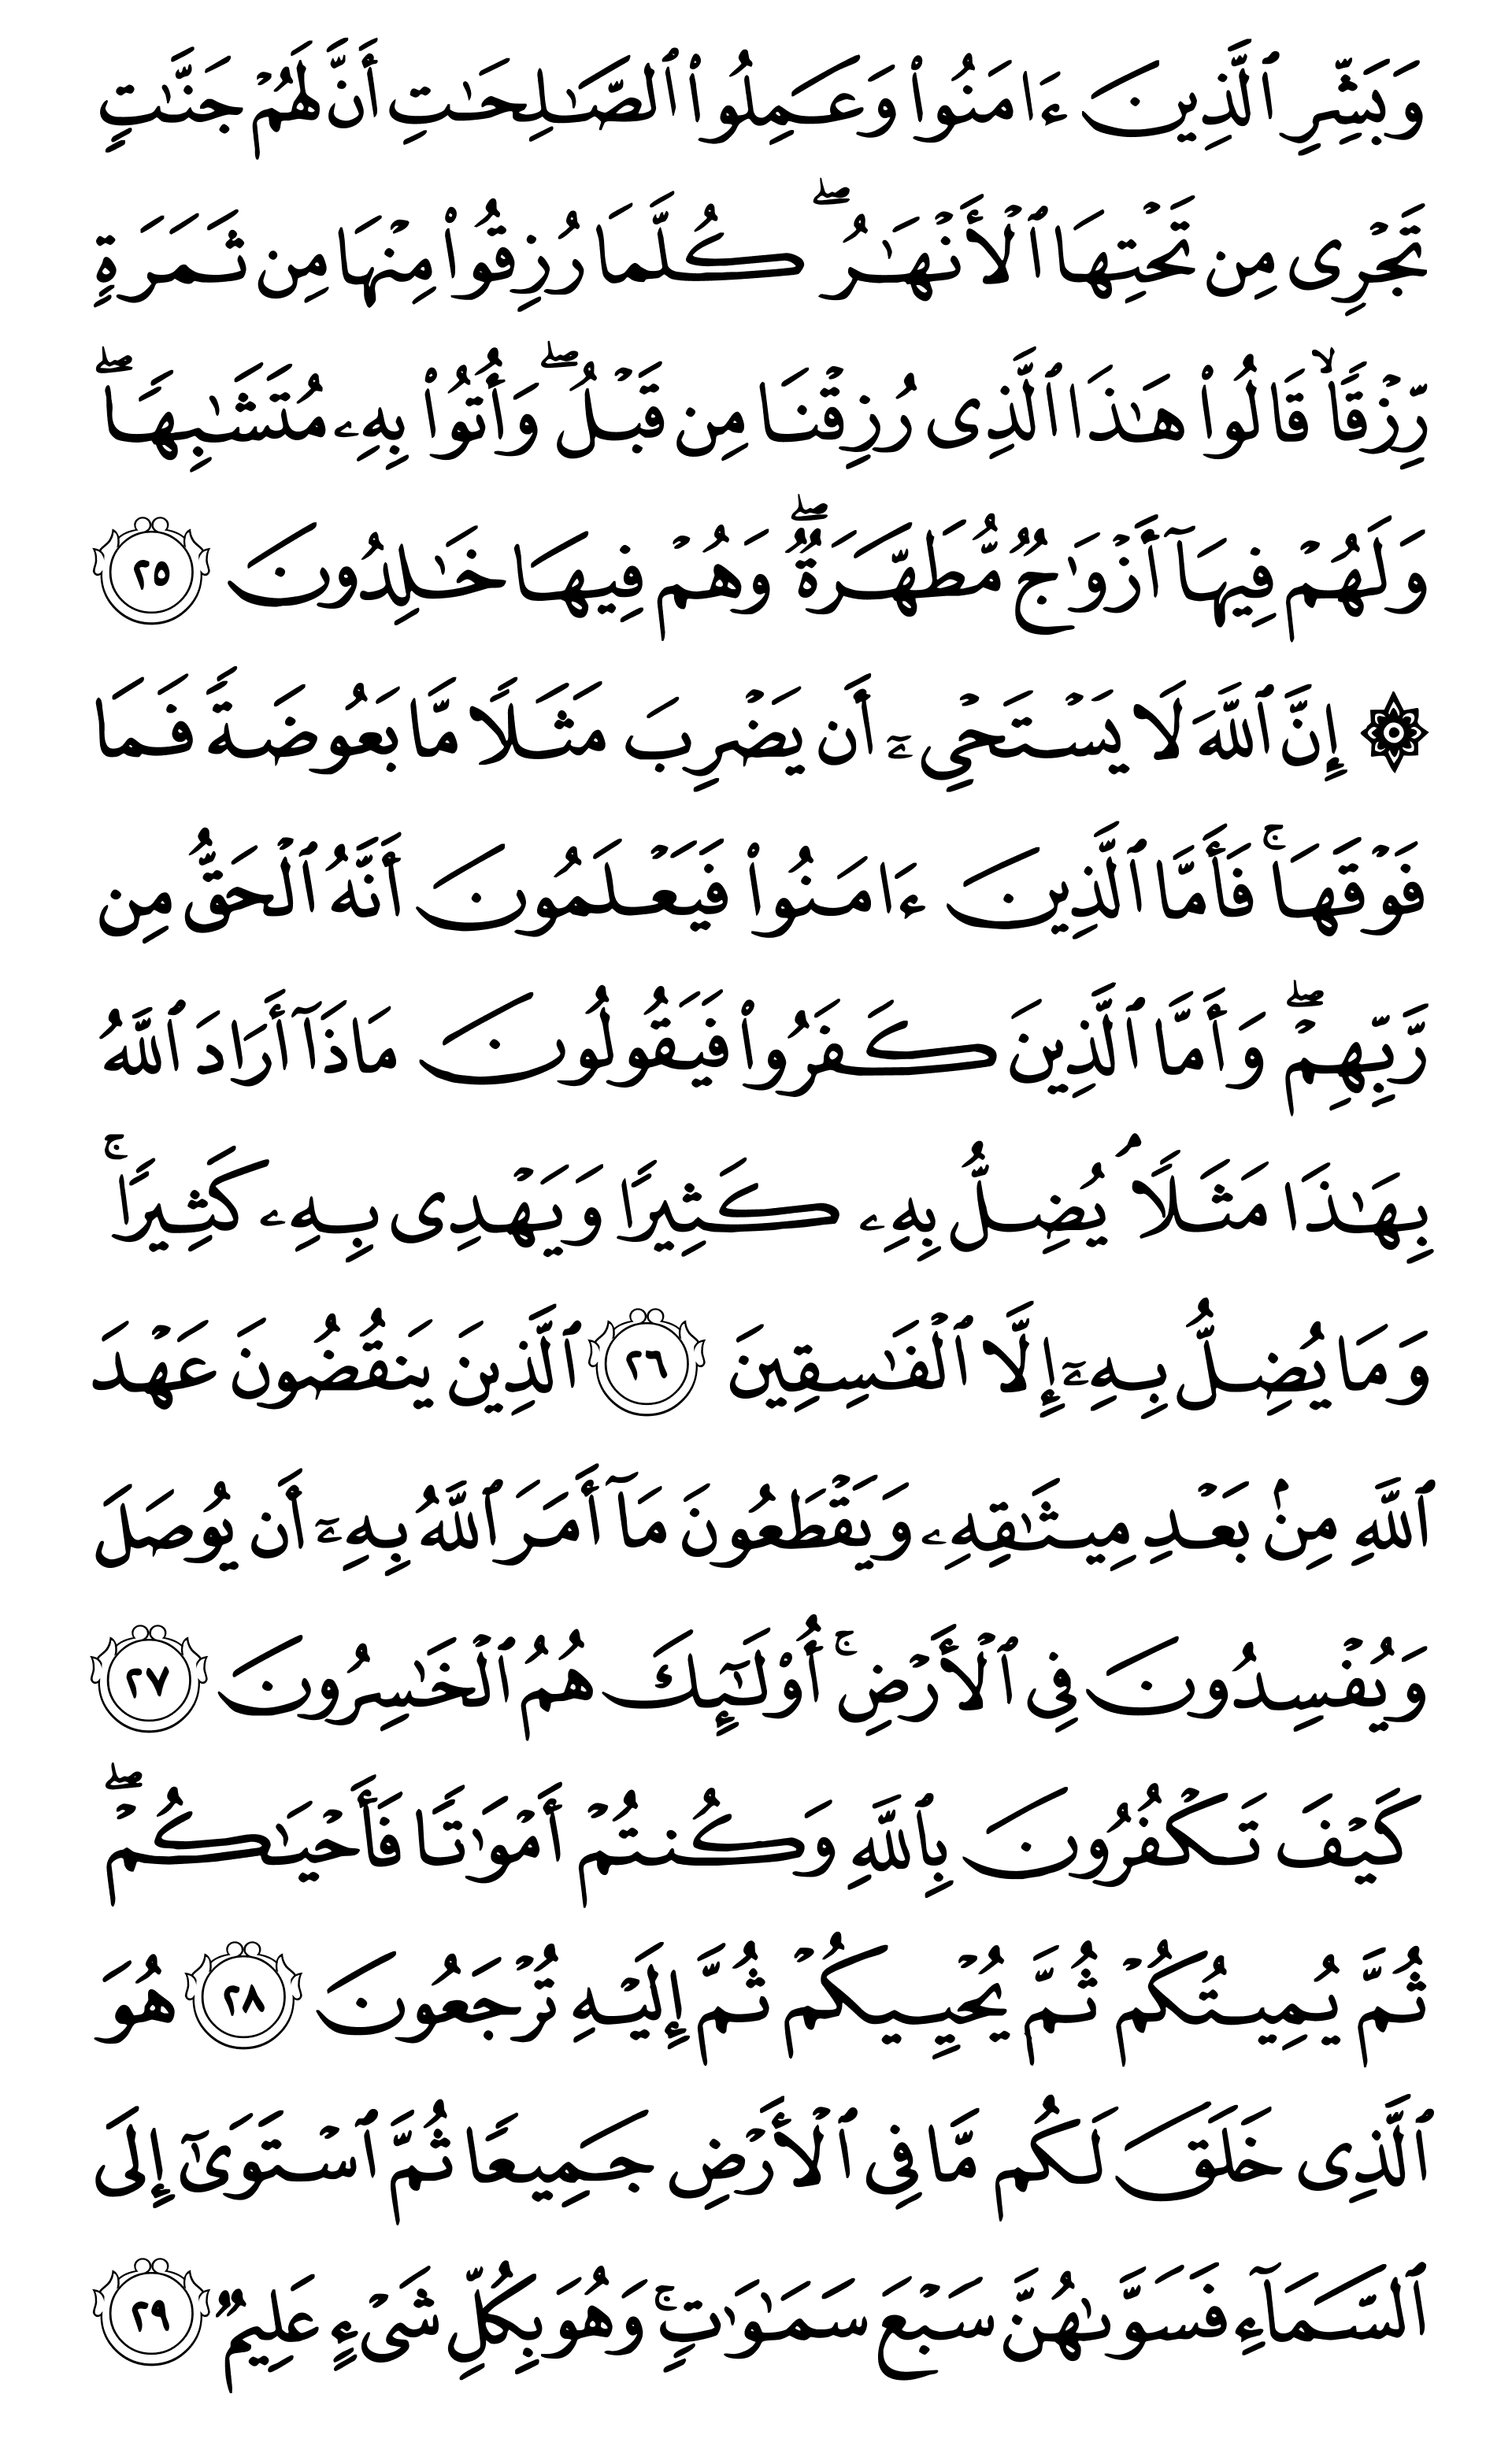 وَبَشِّرِ ٱلَّذِينَ ءَامَنُوا۟ وَعَمِلُوا۟ ٱلصَّـٰلِحَـٰتِ أَنَّ لَهُمْ جَنَّـٰتٍ
تَجْرِى مِن تَحْتِهَا ٱلْأَنْهَـٰرُ ۖ كُلَّمَا رُزِقُوا۟ مِنْهَا مِن ثَمَرَةٍ
رِّزْقًا ۙ قَالُوا۟ هَـٰذَا ٱلَّذِى رُزِقْنَا مِن قَبْلُ ۖ وَأُتُوا۟ بِهِۦ مُتَشَـٰبِهًا ۖ
وَلَهُمْ فِيهَآ أَزْوَٰجٌ مُّطَهَّرَةٌ ۖ وَهُمْ فِيهَا خَـٰلِدُونَ ٢٥
۞ إِنَّ ٱللَّهَ لَا يَسْتَحْىِۦٓ أَن يَضْرِبَ مَثَلًا مَّا بَعُوضَةً فَمَا
فَوْقَهَا ۚ فَأَمَّا ٱلَّذِينَ ءَامَنُوا۟ فَيَعْلَمُونَ أَنَّهُ ٱلْحَقُّ مِن
رَّبِّهِمْ ۖ وَأَمَّا ٱلَّذِينَ كَفَرُوا۟ فَيَقُولُونَ مَاذَآ أَرَادَ ٱللَّهُ
بِهَـٰذَا مَثَلًا ۘ يُضِلُّ بِهِۦ كَثِيرًا وَيَهْدِى بِهِۦ كَثِيرًا ۚ
وَمَا يُضِلُّ بِهِۦٓ إِلَّا ٱلْفَـٰسِقِينَ ٢٦ ٱلَّذِينَ يَنقُضُونَ عَهْدَ
ٱللَّهِ مِنۢ بَعْدِ مِيثَـٰقِهِۦ وَيَقْطَعُونَ مَآ أَمَرَ ٱللَّهُ بِهِۦٓ أَن يُوصَلَ
وَيُفْسِدُونَ فِى ٱلْأَرْضِ ۚ أُو۟لَـٰٓئِكَ هُمُ ٱلْخَـٰسِرُونَ ٢٧
كَيْفَ تَكْفُرُونَ بِٱللَّهِ وَكُنتُمْ أَمْوَٰتًا فَأَحْيَـٰكُمْ ۖ
ثُمَّ يُمِيتُكُمْ ثُمَّ يُحْيِيكُمْ ثُمَّ إِلَيْهِ تُرْجَعُونَ ٢٨ هُوَ
ٱلَّذِى خَلَقَ لَكُم مَّا فِى ٱلْأَرْضِ جَمِيعًا ثُمَّ ٱسْتَوَىٰٓ إِلَى
ٱلسَّمَآءِ فَسَوَّىٰهُنَّ سَبْعَ سَمَـٰوَٰتٍ ۚ وَهُوَ بِكُلِّ شَىْءٍ عَلِيمٌ ٢٩